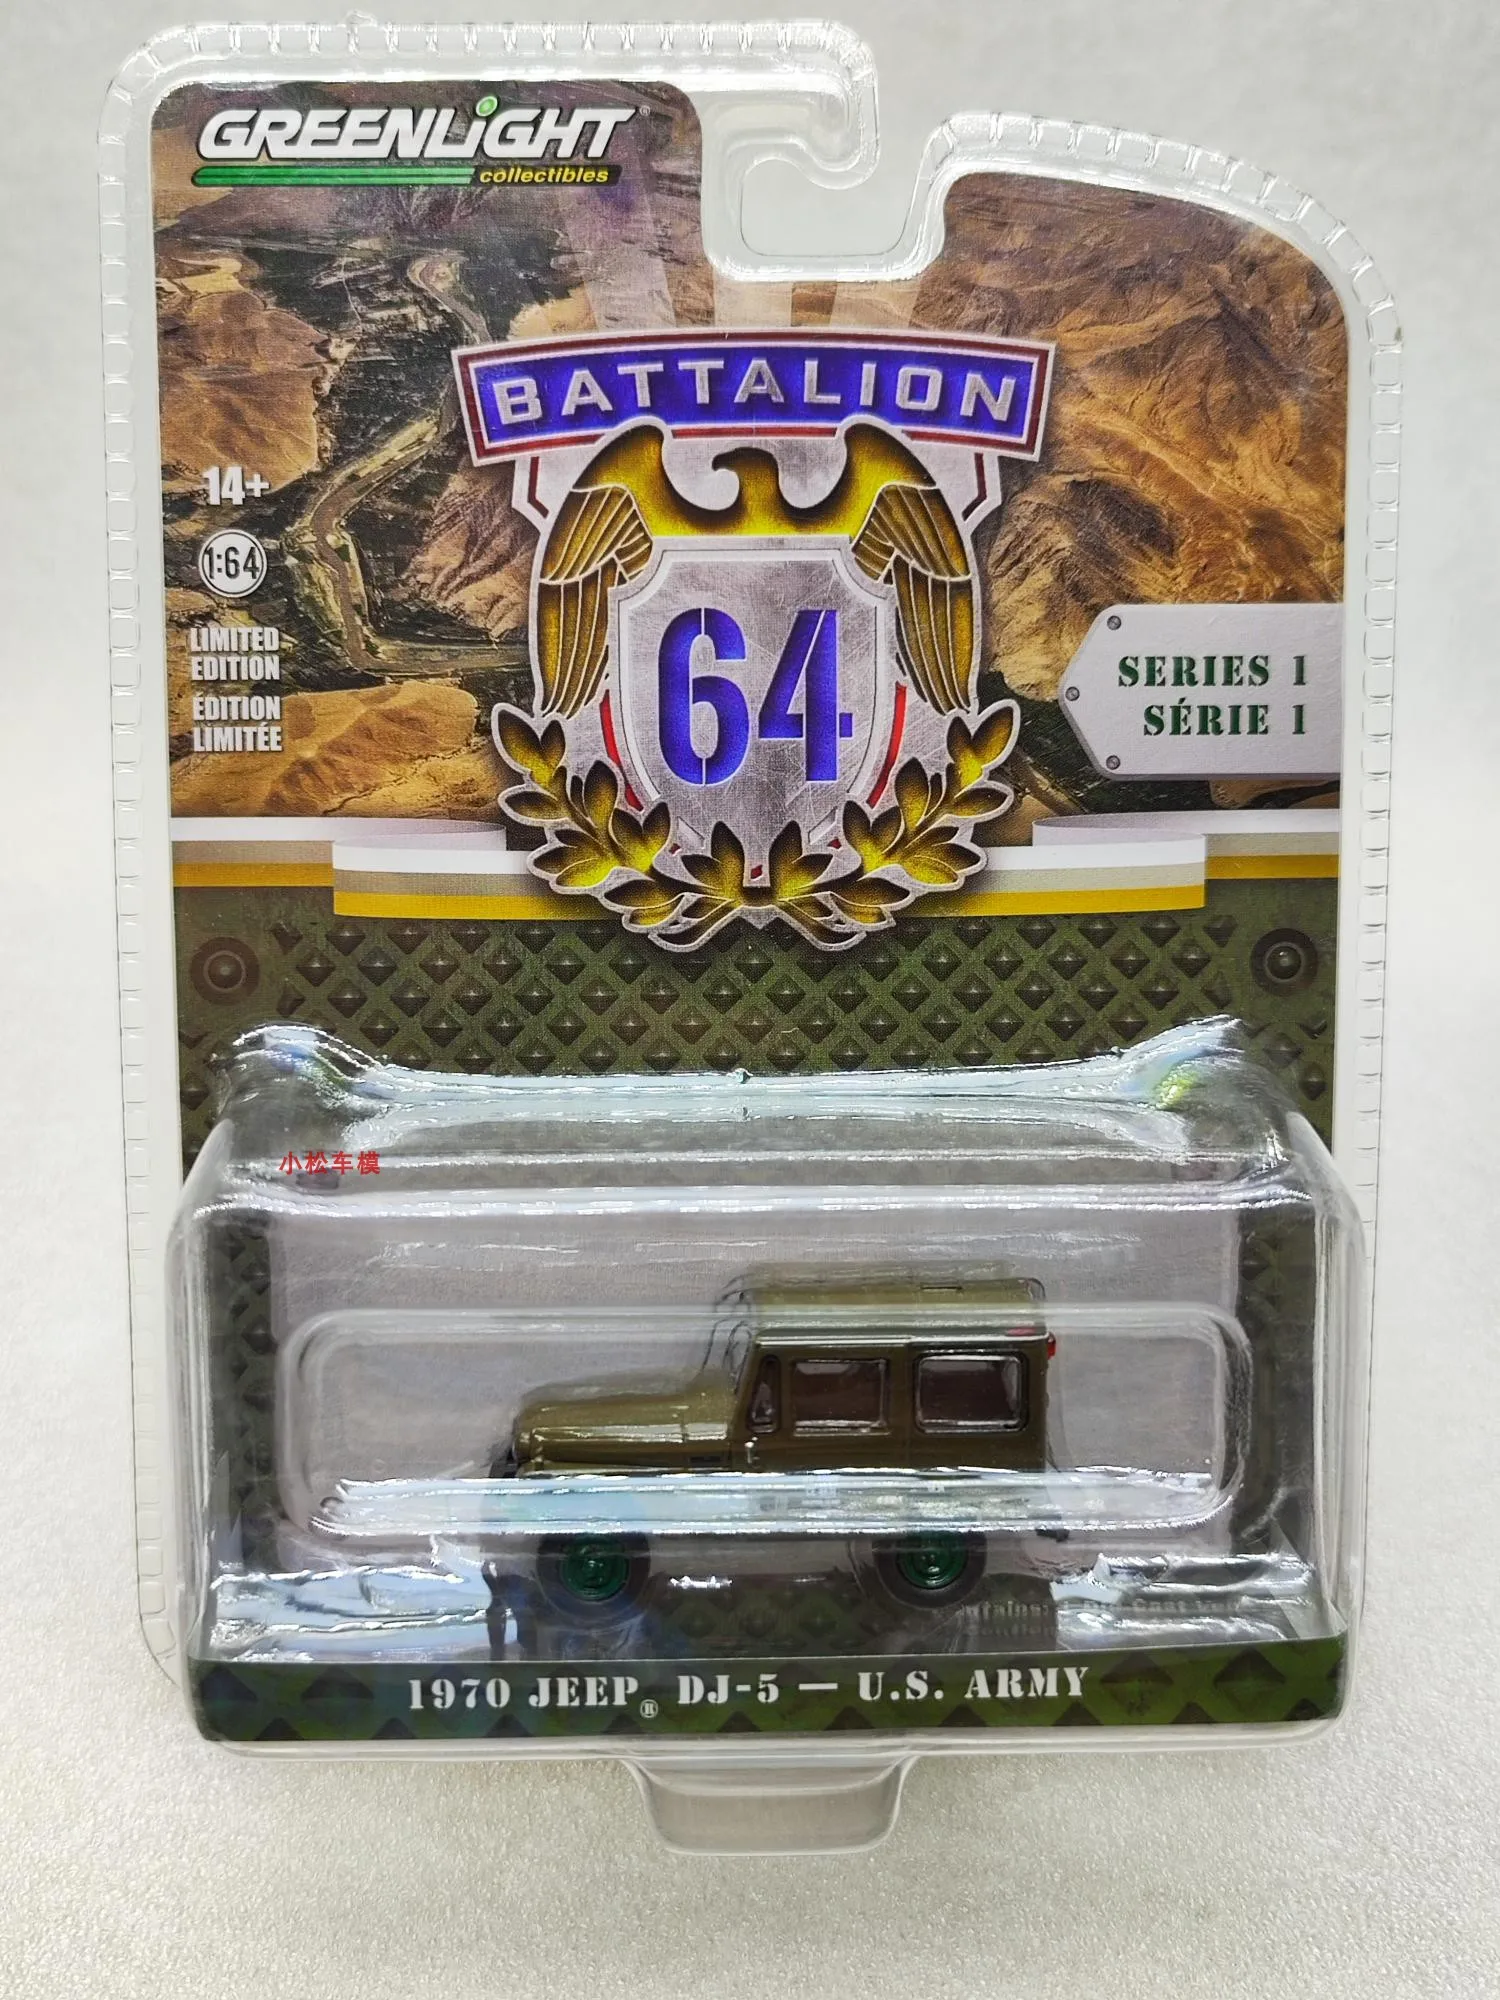 GREENLiGHT®
collectibles
BATTALION
64
14+
1:64
LIMITED
EDITION
ÉDITION
LIMITÉE
SERIES 1
SÉRIE 1
小松车模
1970 JEEP® DJ-5 — U.S. ARMY